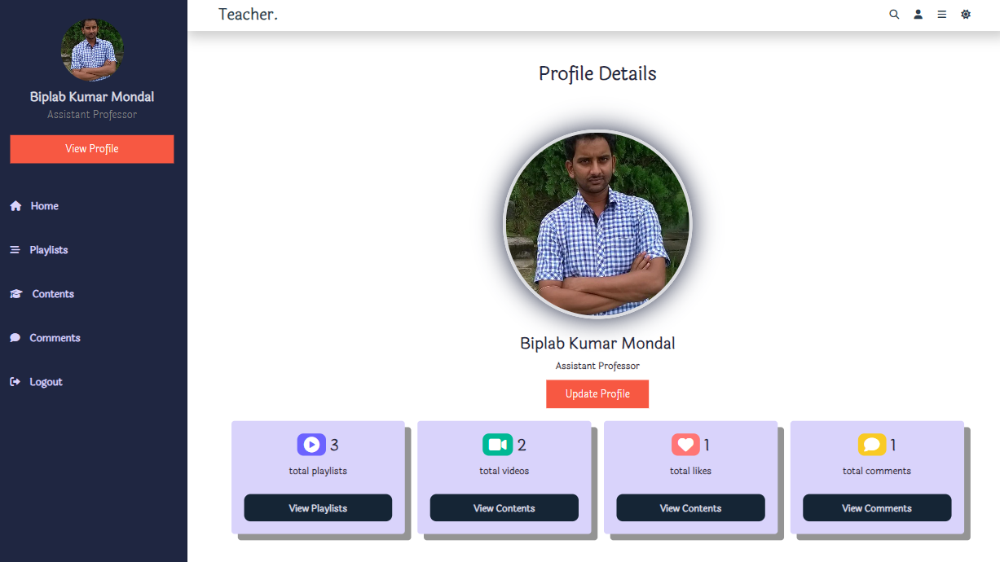 Biplab Kumar Mondal
Assistant Professor
View Profile
Home
Playlists
Contents
Comments
Logout
Teacher.
Profile Details
Biplab Kumar Mondal
Assistant Professor
Update Profile
3
total playlists
View Playlists
2
total videos
View Contents
1
total likes
View Contents
1
total comments
View Comments